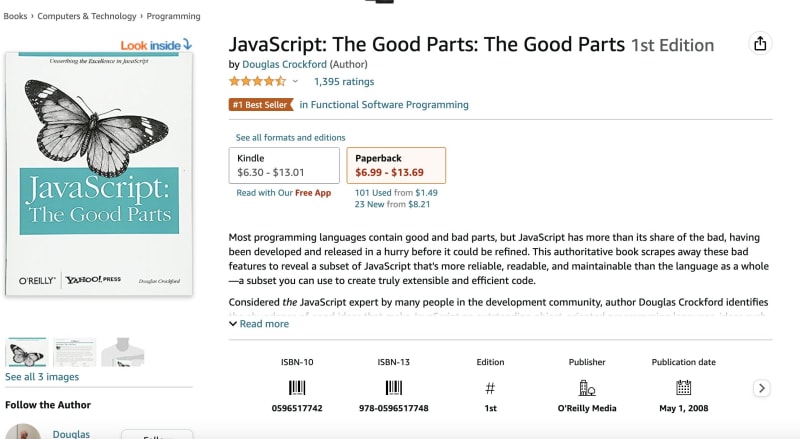 Books › Computers & Technology › Programming
Look inside
Unearthing the Excellence in JavaScript
JavaScript:
The Good Parts
O'REILLY
YAHOO! PRESS
Douglas Crockford
See all 3 images
Follow the Author
Douglas
Follow
JavaScript: The Good Parts: The Good Parts 1st Edition
by Douglas Crockford (Author)
1,395 ratings
#1 Best Seller in Functional Software Programming
See all formats and editions
Kindle
$6.30 - $13.01
Read with Our Free App
Paperback
$6.99 - $13.69
101 Used from $1.49
23 New from $8.21
Most programming languages contain good and bad parts, but JavaScript has more than its share of the bad, having
been developed and released in a hurry before it could be refined. This authoritative book scrapes away these bad
features to reveal a subset of JavaScript that's more reliable, readable, and maintainable than the language as a whole
—a subset you can use to create truly extensible and efficient code.
Considered the JavaScript expert by many people in the development community, author Douglas Crockford identifies
Read more
ISBN-10
0596517742
ISBN-13
978-0596517748
Edition
#
1st
Publisher
O'Reilly Media
Publication date
May 1, 2008